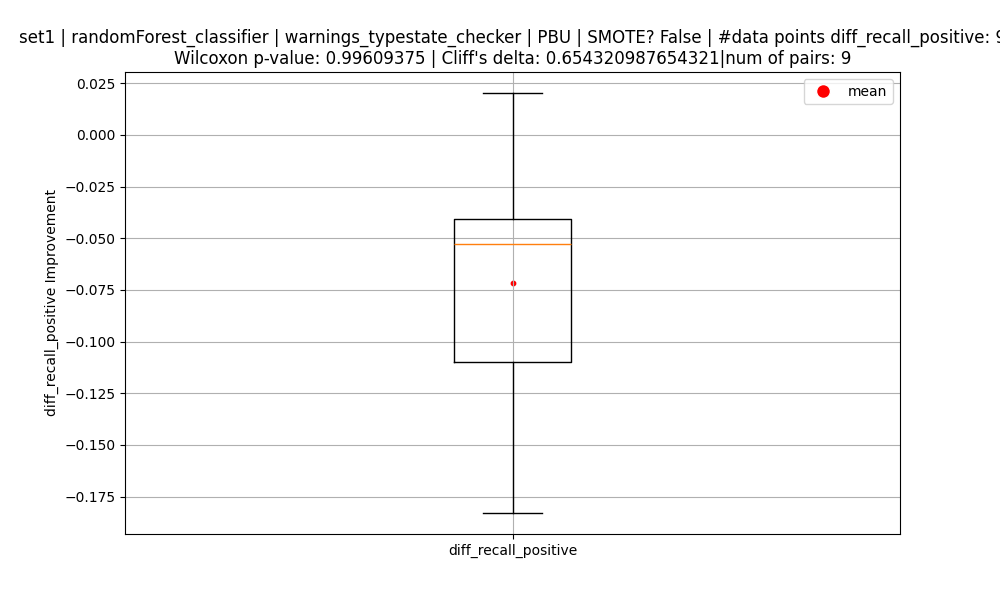 set1 | randomForest_classifier | warnings_typestate_checker | PBU | SMOTE? False | #data points diff_recall_positive: 9
Wilcoxon p-value: 0.99609375 | Cliff's delta: 0.654320987654321|num of pairs: 9
mean
0.025
0.000
−0.025
−0.050
−0.075
−0.100
−0.125
−0.150
−0.175
diff_recall_positive Improvement
diff_recall_positive